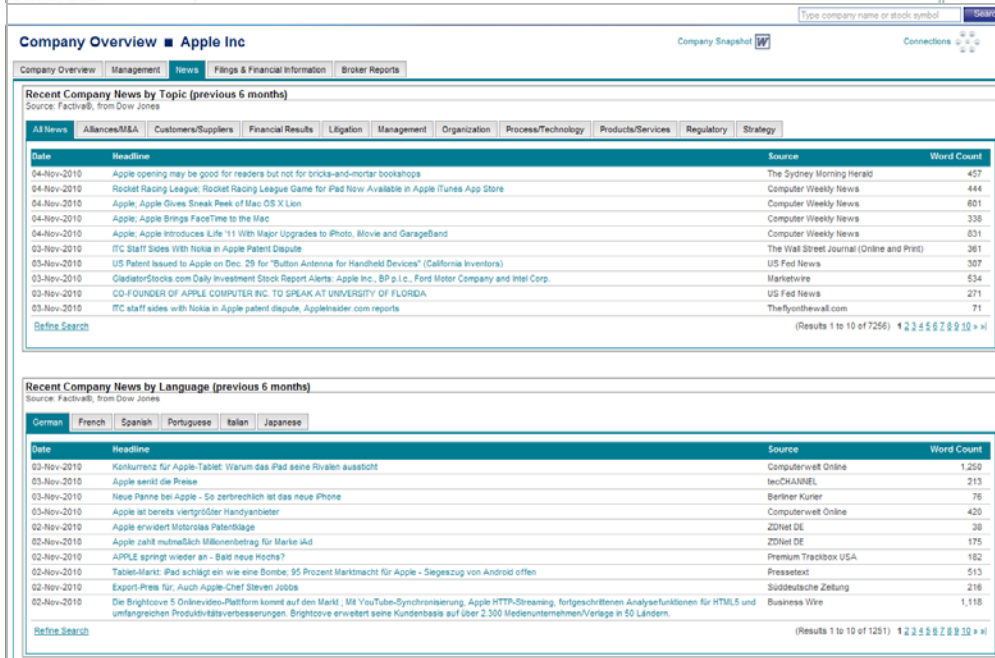 Type company name or stock symbol Search
Company Overview ■ Apple Inc Company Snapshot W Connections
Company Overview Management News Filings & Financial Information Broker Reports
Recent Company News by Topic (previous 6 months)
Source: Factiva®, from Dow Jones
All News Alliances/M&A Customers/Suppliers Financial Results Litigation Management Organization Process/Technology Products/Services Regulatory Strategy
Date Headline Source Word Count
04-Nov-2010 Apple opening may be good for readers but not for bricks-and-mortar bookshops The Sydney Morning Herald 457
04-Nov-2010 Rocket Racing League; Rocket Racing League Game for iPad Now Available in Apple iTunes App Store Computer Weekly News 444
04-Nov-2010 Apple; Apple Gives Sneak Peek of Mac OS X Lion Computer Weekly News 601
04-Nov-2010 Apple; Apple Brings FaceTime to the Mac Computer Weekly News 338
04-Nov-2010 Apple; Apple Introduces iLife '11 With Major Upgrades to iPhoto, iMovie and GarageBand Computer Weekly News 831
03-Nov-2010 ITC Staff Sides With Nokia in Apple Patent Dispute The Wall Street Journal (Online and Print) 361
03-Nov-2010 US Patent Issued to Apple on Dec. 29 for "Button Antenna for Handheld Devices" (California Inventors) US Fed News 307
03-Nov-2010 GladiatorStocks.com Daily Investment Stock Report Alerts: Apple Inc., BP p.l.c., Ford Motor Company and Intel Corp. Marketwire 534
03-Nov-2010 CO-FOUNDER OF APPLE COMPUTER INC. TO SPEAK AT UNIVERSITY OF FLORIDA US Fed News 271
03-Nov-2010 ITC staff sides with Nokia in Apple patent dispute, AppleInsider.com reports Theflyonthewall.com 71
Refine Search (Results 1 to 10 of 7256) 1 2 3 4 5 6 7 8 9 10 » »|
Recent Company News by Language (previous 6 months)
Source: Factiva®, from Dow Jones
German French Spanish Portuguese Italian Japanese
Date Headline Source Word Count
03-Nov-2010 Konkurrenz für Apple-Tablet: Warum das iPad seine Rivalen aussticht Computerwelt Online 1,250
03-Nov-2010 Apple senkt die Preise tecCHANNEL 213
03-Nov-2010 Neue Panne bei Apple - So zerbrechlich ist das neue iPhone Berliner Kurier 76
03-Nov-2010 Apple ist bereits viertgrößter Handyanbieter Computerwelt Online 420
02-Nov-2010 Apple erwidert Motorolas Patentklage ZDNet DE 38
02-Nov-2010 Apple zahlt mutmaßlich Millionenbetrag für Marke iAd ZDNet DE 175
02-Nov-2010 APPLE springt wieder an - Bald neue Hochs? Premium Trackbox USA 182
02-Nov-2010 Tablet-Markt: iPad schlägt ein wie eine Bombe; 95 Prozent Marktmacht für Apple - Siegeszug von Android offen Pressetext 513
02-Nov-2010 Export-Preis für; Auch Apple-Chef Steven Jobbs Süddeutsche Zeitung 216
02-Nov-2010 Die Brightcove 5 Onlinevideo-Plattform kommt auf den Markt ; Mit YouTube-Synchronisierung, Apple HTTP-Streaming, fortgeschrittenen Analysefunktionen für HTML5 und Business Wire 1,118
umfangreichen Produktivitätsverbesserungen. Brightcove erweitert seine Kundenbasis auf über 2.300 Medienunternehmen/Verlage in 50 Ländern.
Refine Search (Results 1 to 10 of 1251) 1 2 3 4 5 6 7 8 9 10 » »|